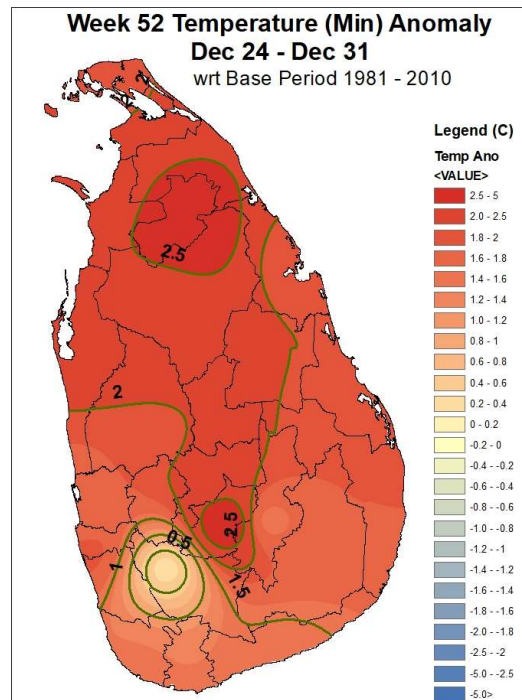 Week 52 Temperature (Min) Anomaly
Dec 24 - Dec 31
wrt Base Period 1981 - 2010
Legend (C)
Temp Ano
<VALUE>
2.5 - 5
2.0 - 2.5
1.8 - 2
1.6 - 1.8
1.4 - 1.6
1.2 - 1.4
1.0 - 1.2
0.8 - 1
0.6 - 0.8
0.4 - 0.6
0.2 - 0.4
0 - 0.2
-0.2 - 0
-0.4 - -0.2
-0.6 - -0.4
-0.8 - -0.6
-1.0 - -0.8
-1.2 - -1
-1.4 - -1.2
-1.6 - -1.4
-1.8 - -1.6
-2.0 - -1.8
-2.5 - -2
-5.0 - -2.5
-5.0>
2
2
2.5
2
2.5
0.5
1
1.5